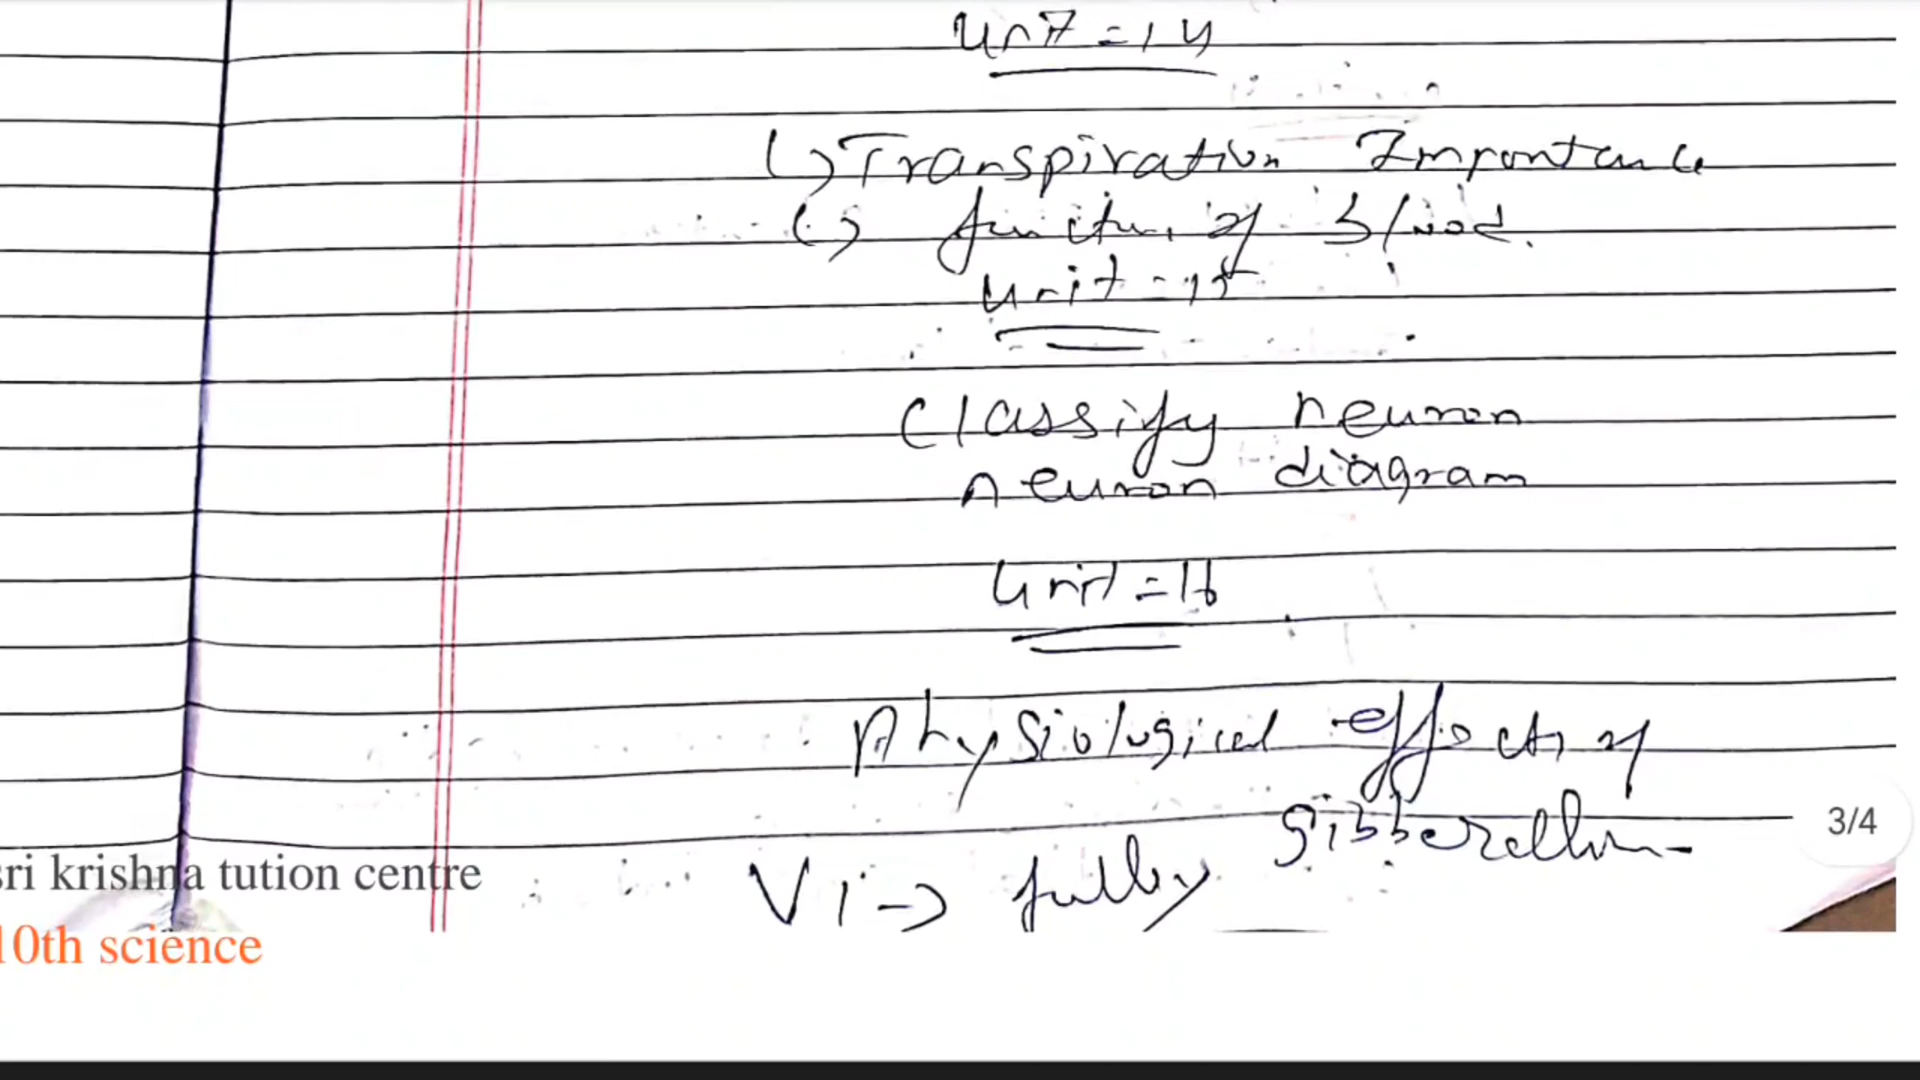 Unit = 14
(.) Transpiration Importance
(.) function of blood.
Unit - 15
Classify neuron
neuron diagram
Unit = 16
Physiological effects of
Gibberellin
VI → fully
3/4
sri krishna tution centre
10th science